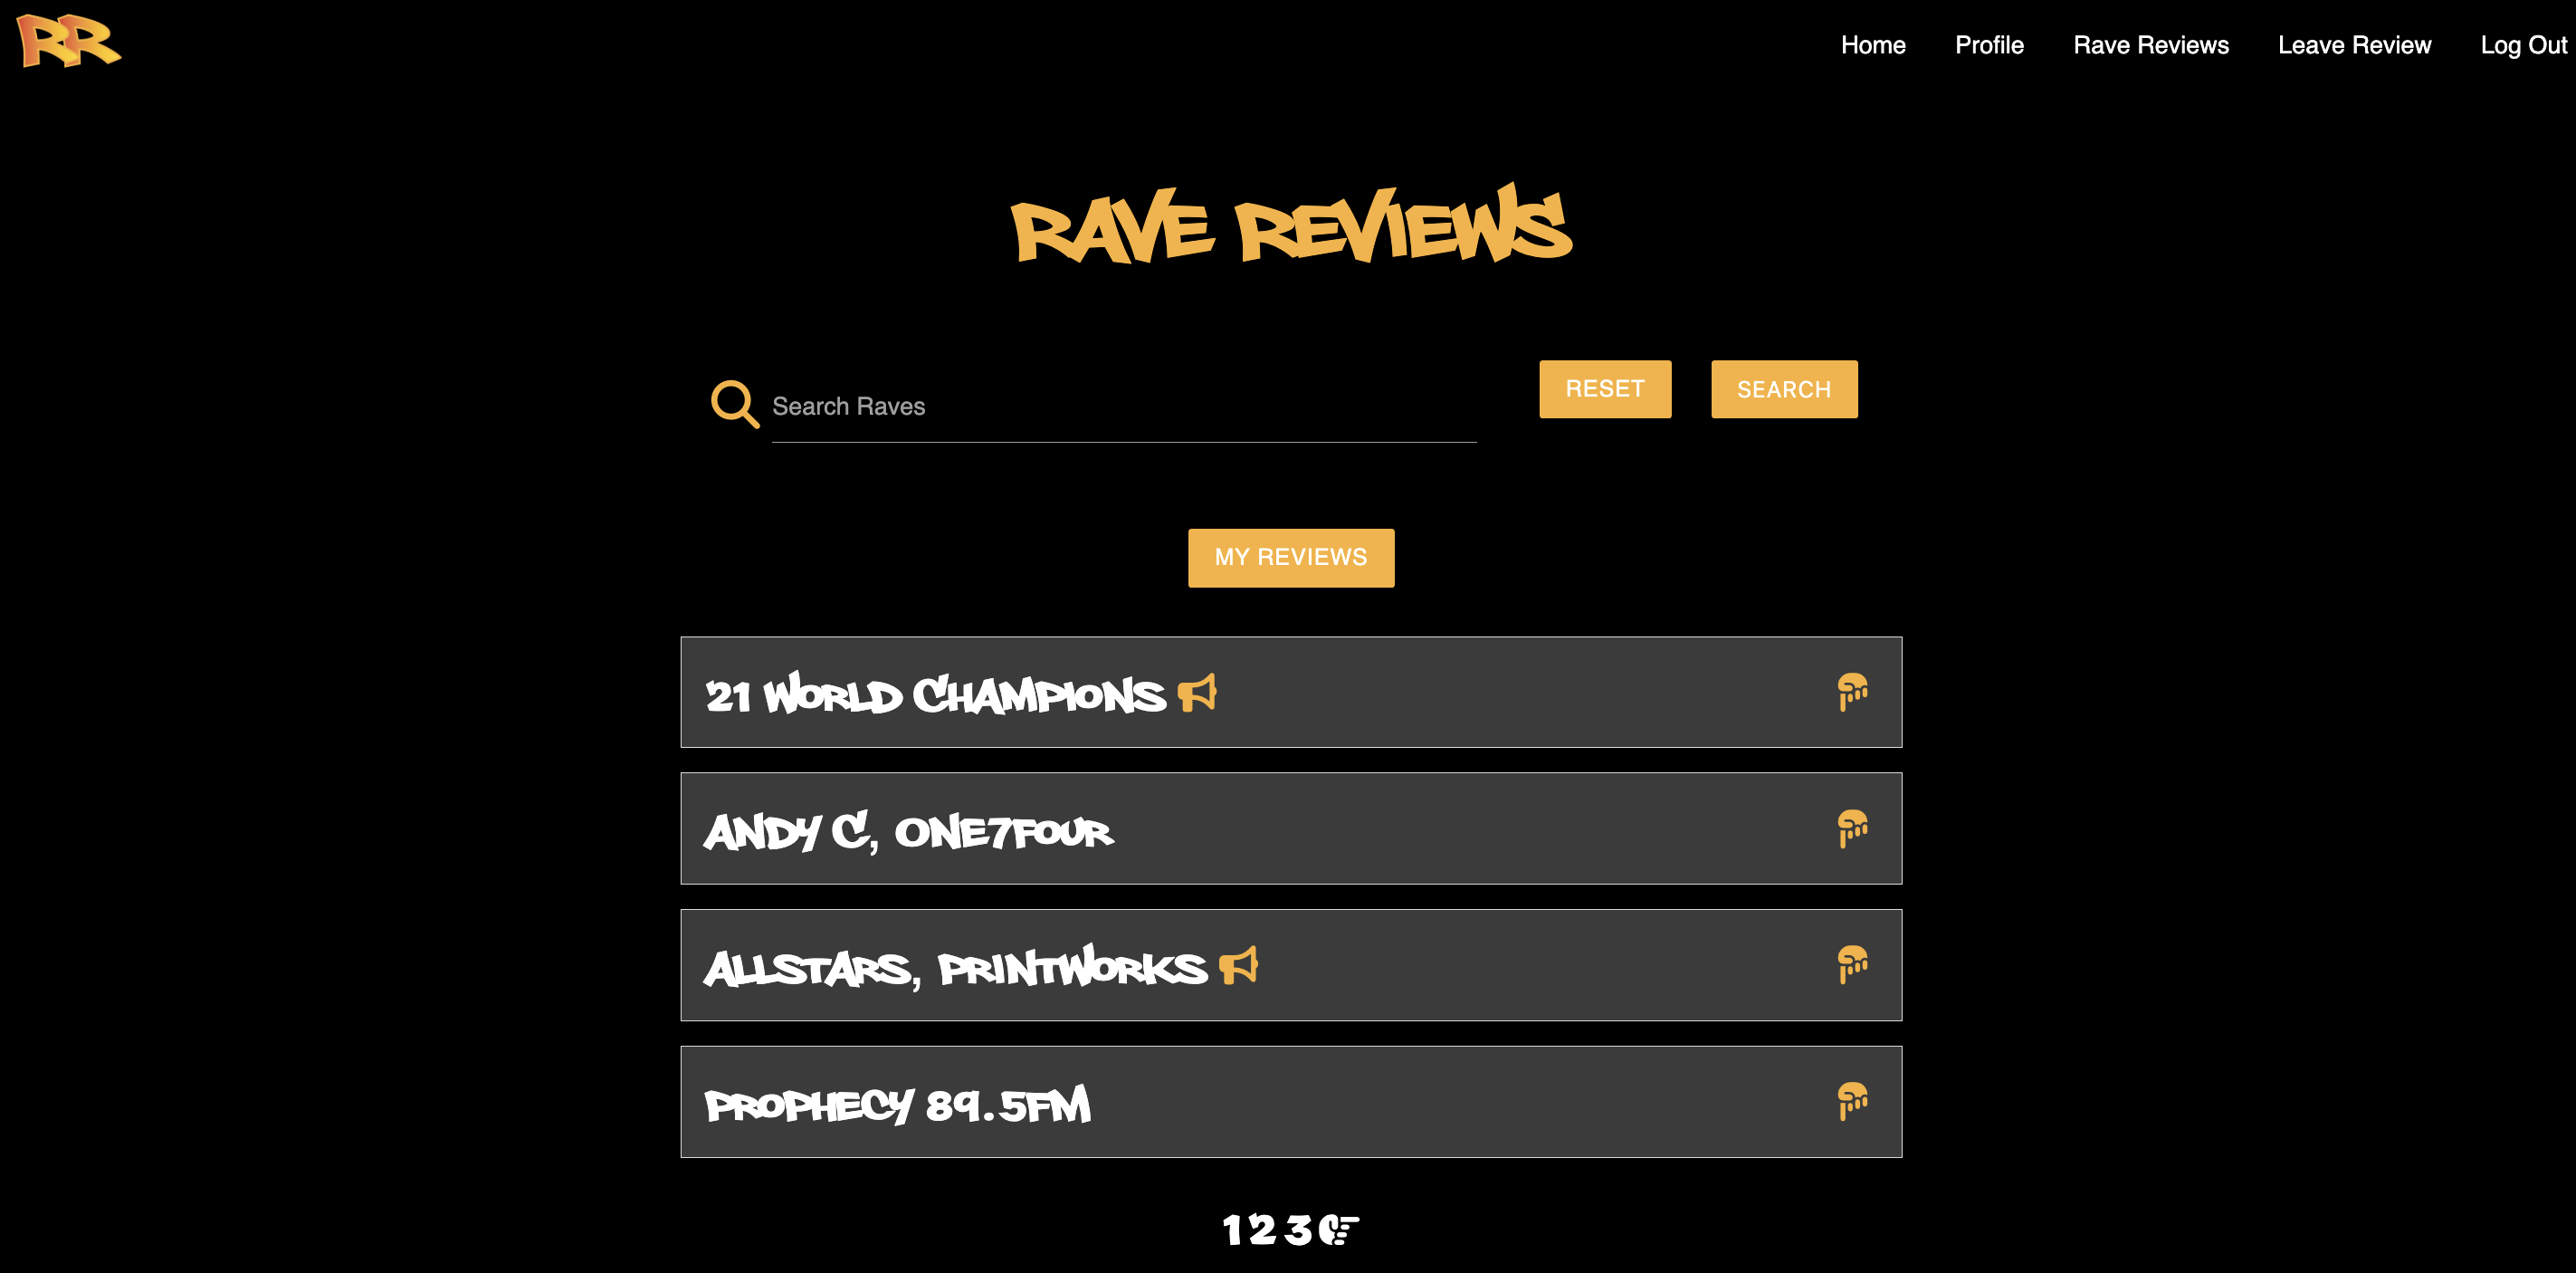 RR
Home Profile Rave Reviews Leave Review Log Out
RAVE REVIEWS
Search Raves
RESET SEARCH
MY REVIEWS
21 WORLD CHAMPIONS
ANDY C, ONE7FOUR
ALLSTARS, PRINTWORKS
PROPHECY 89.5FM
1 2 3